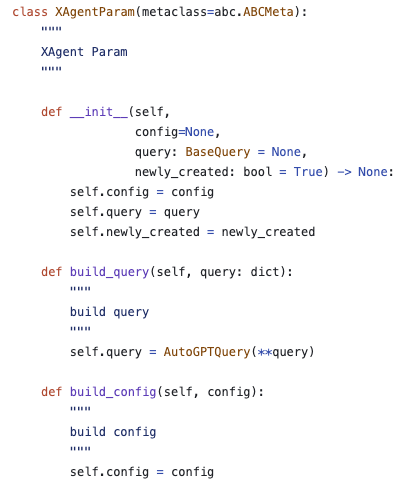 class XAgentParam(metaclass=abc.ABCMeta):
    """
    XAgent Param
    """

    def __init__(self,
                 config=None,
                 query: BaseQuery = None,
                 newly_created: bool = True) -> None:
        self.config = config
        self.query = query
        self.newly_created = newly_created

    def build_query(self, query: dict):
        """
        build query
        """
        self.query = AutoGPTQuery(**query)

    def build_config(self, config):
        """
        build config
        """
        self.config = config